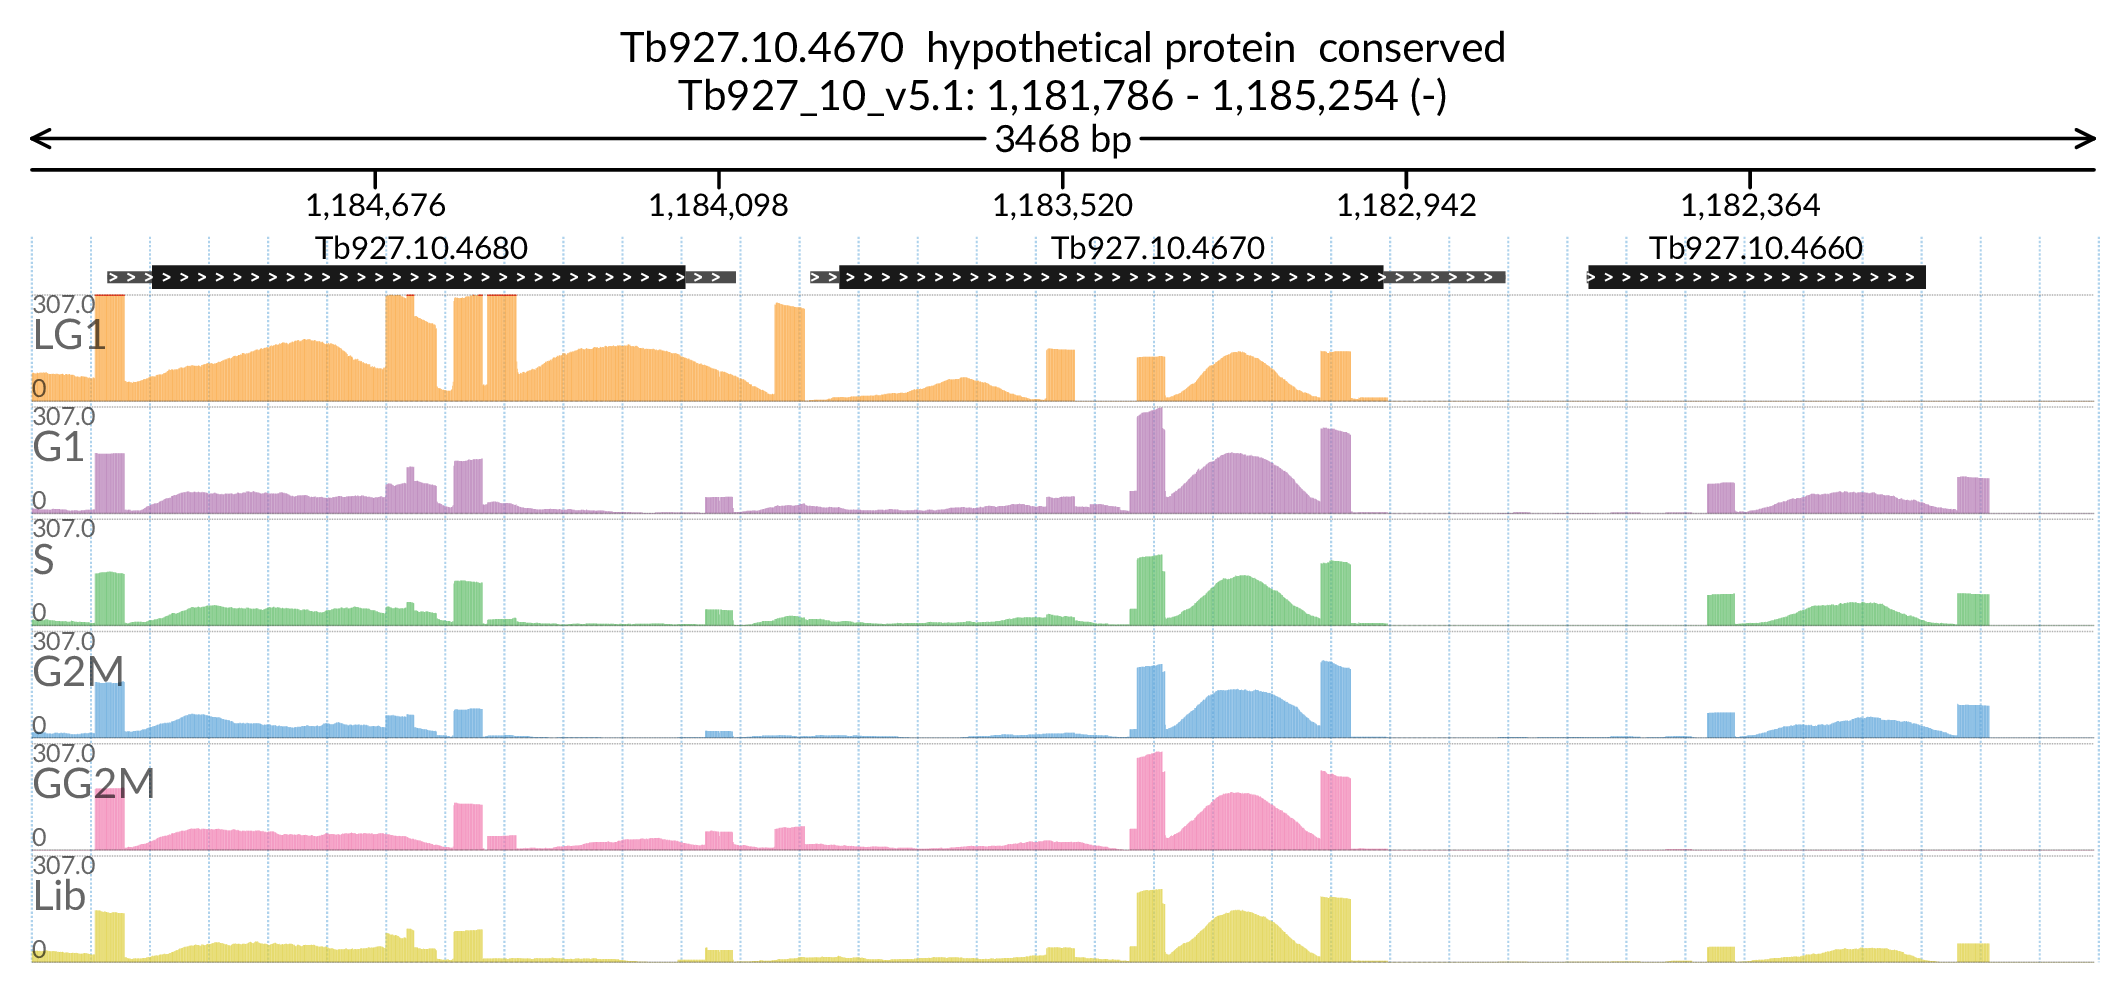 Tb927.10.4670 hypothetical protein conserved
Tb927_10_v5.1: 1,181,786 - 1,185,254 (-)
3468 bp
1,184,676 1,184,098 1,183,520 1,182,942 1,182,364
Tb927.10.4680 Tb927.10.4670 Tb927.10.4660
307.0
LG1
0
307.0
G1
0
307.0
S
0
307.0
G2M
0
307.0
GG2M
0
307.0
Lib
0